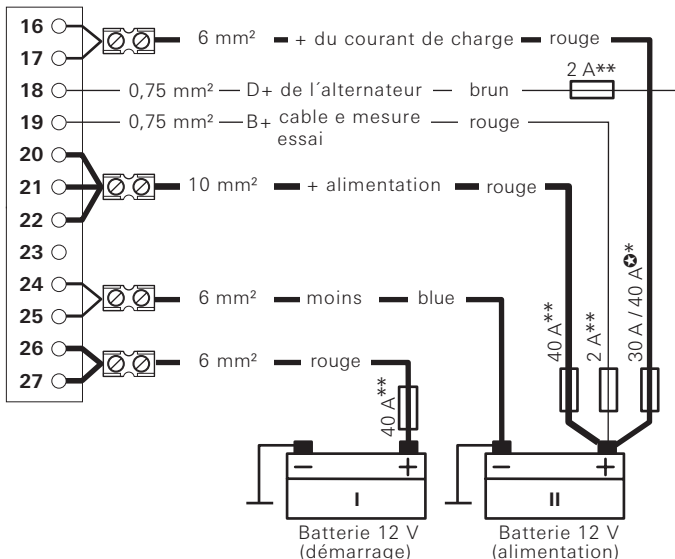 16
17
6 mm² + du courant de charge rouge
2 A**
18
0,75 mm² D+ de l´alternateur brun
19
0,75 mm² B+ cable e mesure rouge
essai
20
21
10 mm² + alimentation rouge
22
23
24
25
6 mm² moins blue
40 A**
2 A**
30 A / 40 A✪*
26
27
6 mm² rouge
40 A**
− +
− +
I
II
Batterie 12 V
(démarrage)
Batterie 12 V
(alimentation)